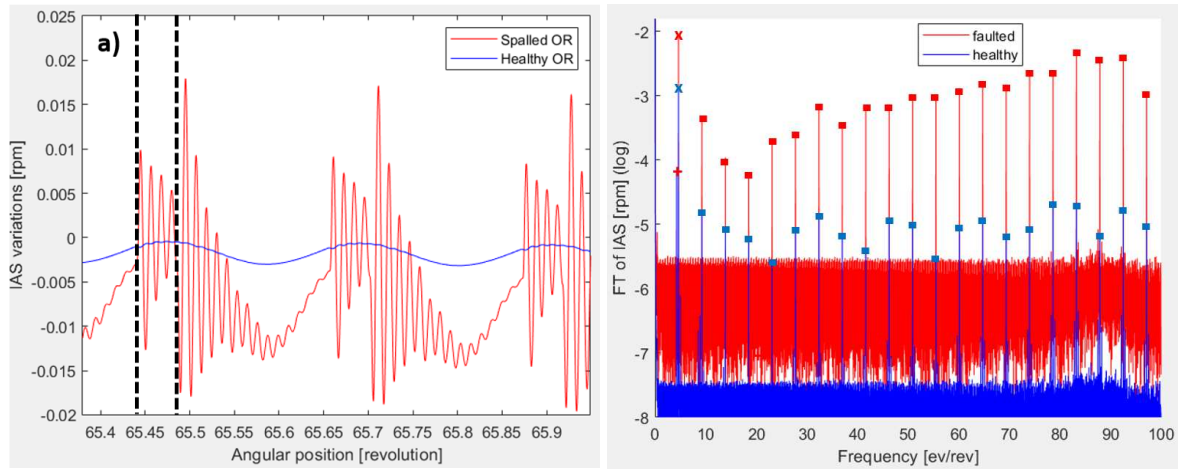 a)
Spalled OR
Healthy OR
0.025
0.02
0.015
0.01
0.005
0
-0.005
-0.01
-0.015
-0.02
IAS variations [rpm]
65.4 65.45 65.5 65.55 65.6 65.65 65.7 65.75 65.8 65.85 65.9
Angular position [revolution]
faulted
healthy
-2
-3
-4
-5
-6
-7
-8
FT of IAS [rpm] (log)
0 10 20 30 40 50 60 70 80 90 100
Frequency [ev/rev]